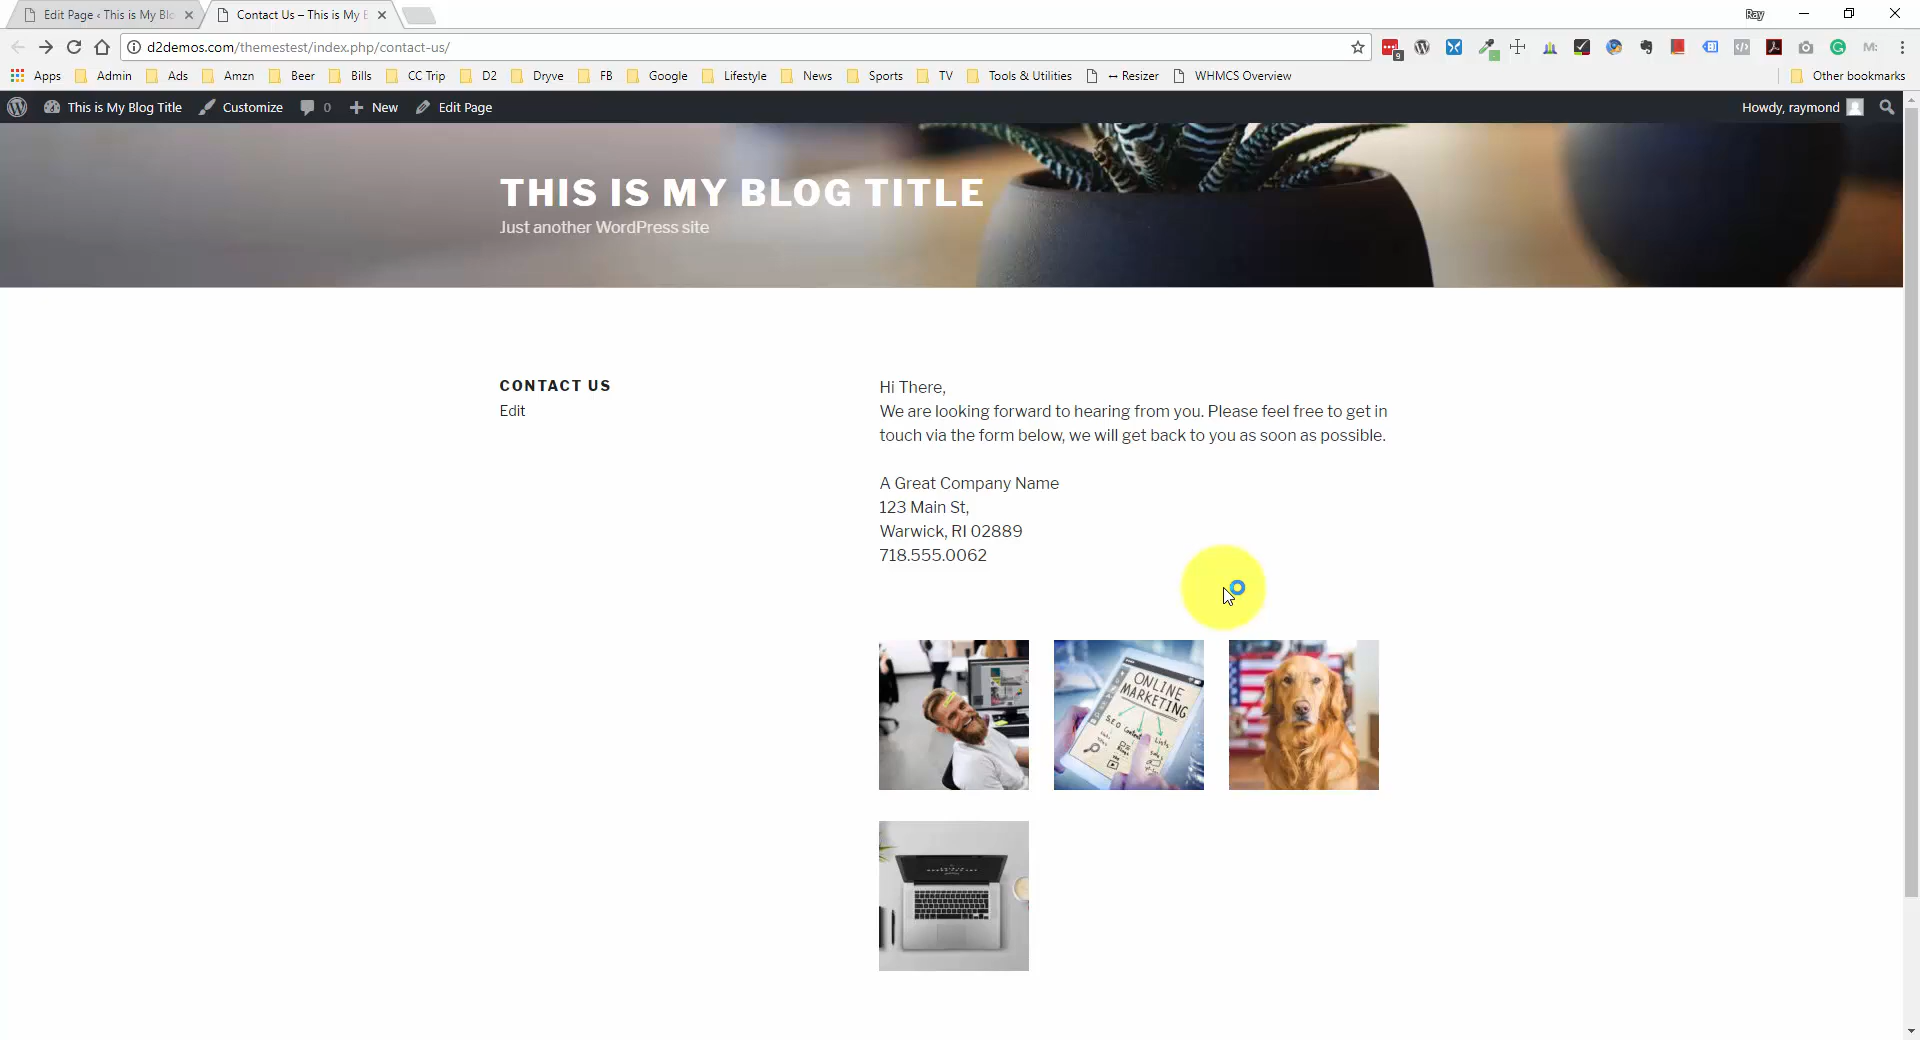 Edit Page ‹ This is My Blo
Contact Us – This is My B
Ray
d2demos.com/themestest/index.php/contact-us/
9
M:
Apps
Admin
Ads
Amzn
Beer
Bills
CC Trip
D2
Dryve
FB
Google
Lifestyle
News
Sports
TV
Tools & Utilities
↔ Resizer
WHMCS Overview
Other bookmarks
This is My Blog Title
Customize
0
New
Edit Page
Howdy, raymond
THIS IS MY BLOG TITLE
Just another WordPress site
CONTACT US
Edit
Hi There,
We are looking forward to hearing from you. Please feel free to get in
touch via the form below, we will get back to you as soon as possible.
A Great Company Name
123 Main St,
Warwick, RI 02889
718.555.0062
ONLINE
MARKETING
S.E.O
Content
Lists